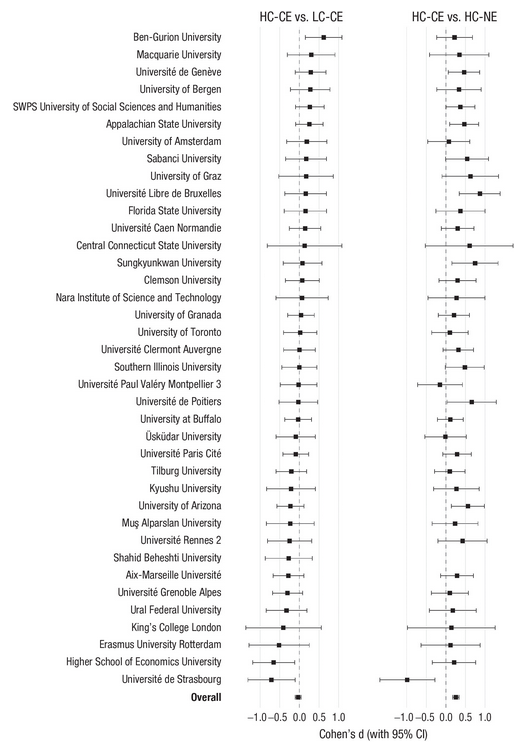 HC-CE vs. LC-CE HC-CE vs. HC-NE
Ben-Gurion University
Macquarie University
Université de Genève
University of Bergen
SWPS University of Social Sciences and Humanities
Appalachian State University
University of Amsterdam
Sabanci University
University of Graz
Université Libre de Bruxelles
Florida State University
Université Caen Normandie
Central Connecticut State University
Sungkyunkwan University
Clemson University
Nara Institute of Science and Technology
University of Granada
University of Toronto
Université Clermont Auvergne
Southern Illinois University
Université Paul Valéry Montpellier 3
Université de Poitiers
University at Buffalo
Üsküdar University
Université Paris Cité
Tilburg University
Kyushu University
University of Arizona
Muş Alparslan University
Université Rennes 2
Shahid Beheshti University
Aix-Marseille Université
Université Grenoble Alpes
Ural Federal University
King's College London
Erasmus University Rotterdam
Higher School of Economics University
Université de Strasbourg
Overall
−1.0 −0.5 0.0 0.5 1.0 −1.0 −0.5 0.0 0.5 1.0
Cohen's d (with 95% CI)